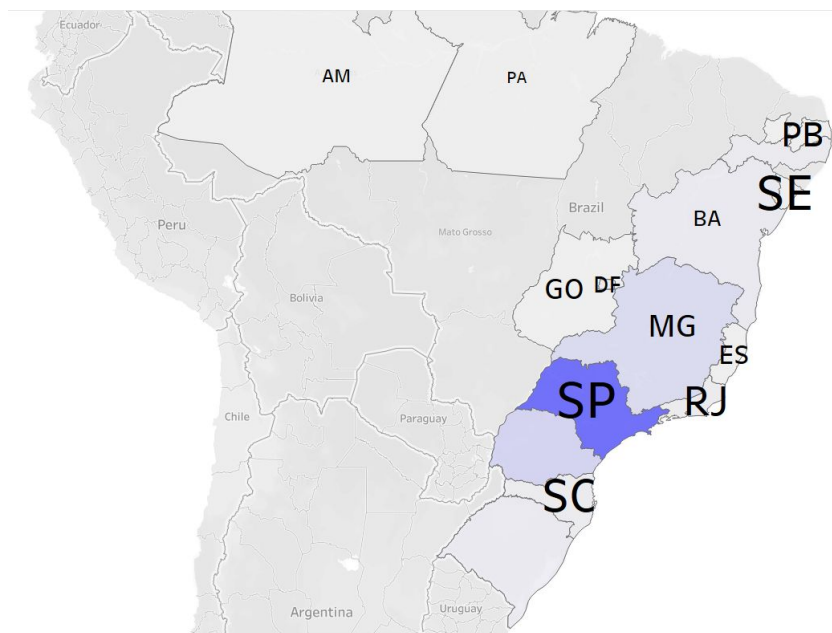 Ecuador
AM
PA
PB
SE
Peru
Brazil
BA
Mato Grosso
GO
DF
Bolivia
MG
ES
SP
RJ
Chile
Paraguay
SC
Argentina
Uruguay